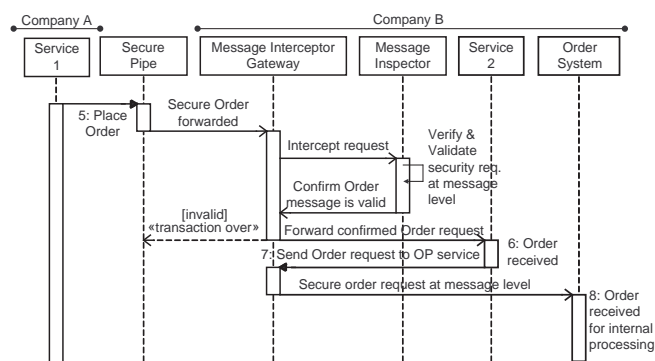 Company A
Company B
Service
1
Secure
Pipe
Message Interceptor
Gateway
Message
Inspector
Service
2
Order
System
5: Place
Order
Secure Order
forwarded
Intercept request
Verify &
Validate
security req.
at message
level
Confirm Order
message is valid
[invalid]
«transaction over»
Forward confirmed Order request
6: Order
received
7: Send Order request to OP service
Secure order request at message level
8: Order
received
for internal
processing